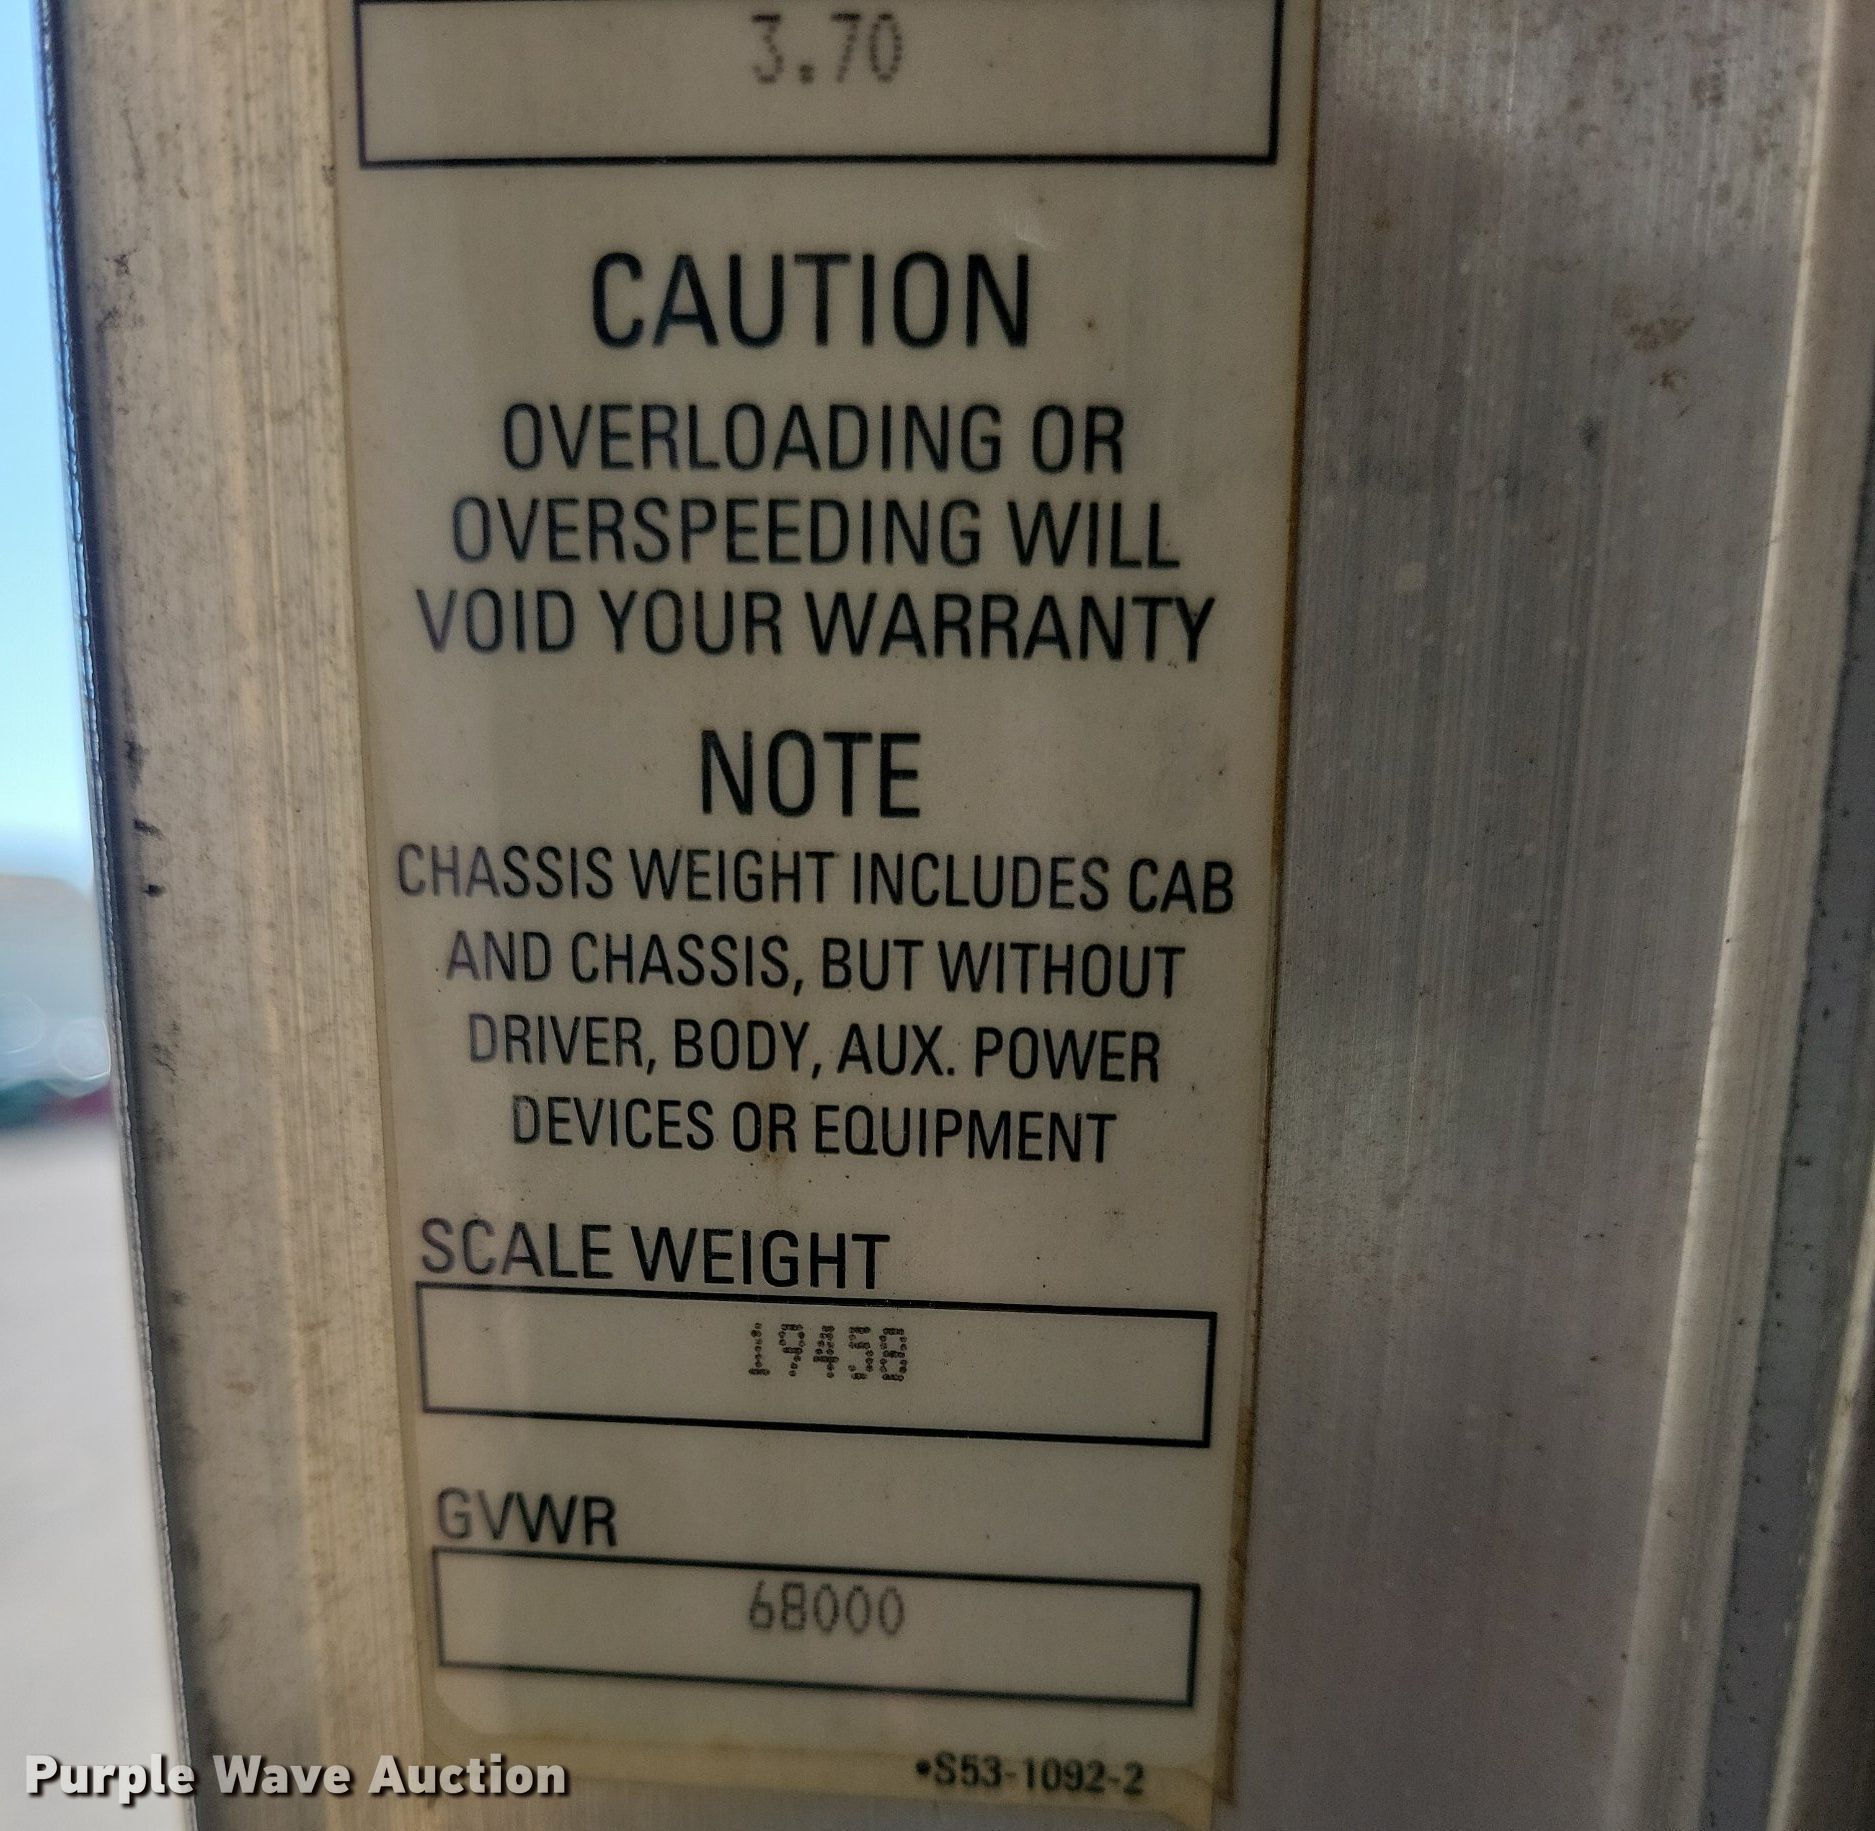 3.70
CAUTION
OVERLOADING OR
OVERSPEEDING WILL
VOID YOUR WARRANTY
NOTE
CHASSIS WEIGHT INCLUDES CAB
AND CHASSIS, BUT WITHOUT
DRIVER, BODY, AUX. POWER
DEVICES OR EQUIPMENT
SCALE WEIGHT
19458
GVWR
68000
•S53-1092-2
Purple Wave Auction